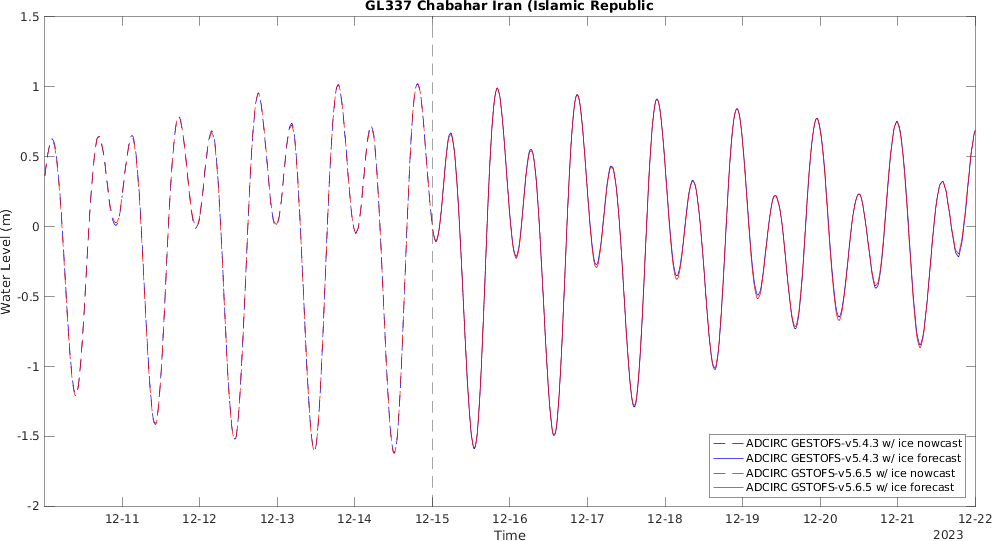 GL337 Chabahar Iran (Islamic Republic
1.5
1
0.5
0
-0.5
-1
-1.5
-2
Water Level (m)
12-11 12-12 12-13 12-14 12-15 12-16 12-17 12-18 12-19 12-20 12-21 12-22
Time
2023
ADCIRC GESTOFS-v5.4.3 w/ ice nowcast
ADCIRC GESTOFS-v5.4.3 w/ ice forecast
ADCIRC GSTOFS-v5.6.5 w/ ice nowcast
ADCIRC GSTOFS-v5.6.5 w/ ice forecast